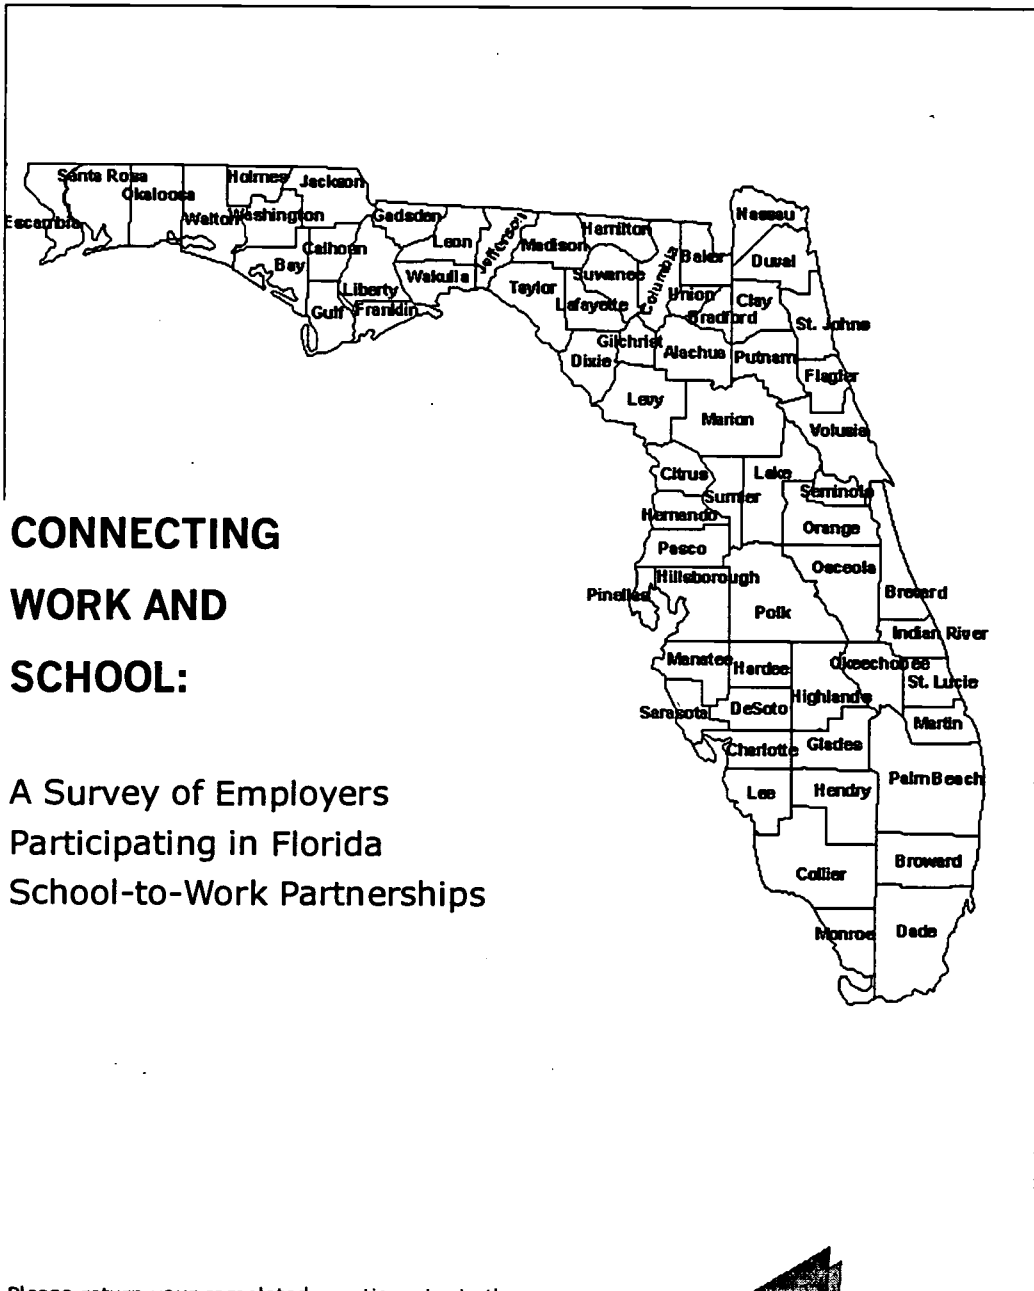 Santa Rosa
Holmes
Jackson
Okaloosa
Escambia
Walton
Washington
Gadsden
Nassau
Leon
Jefferson
Madison
Hamilton
Calhoun
Bay
Wakulla
Suwanee
Columbia
Baker
Duval
Liberty
Taylor
Lafayette
Union
Clay
Gulf
Franklin
Bradford
St. Johns
Gilchrist
Dixie
Alachua
Putnam
Flagler
Levy
Marion
Volusia
Citrus
Lake
Sumter
Seminole
Hernando
Orange
CONNECTING
WORK AND
SCHOOL:
Pasco
Osceola
Hillsborough
Pinellas
Brevard
Polk
Indian River
Manatee
Hardee
Okeechobee
St. Lucie
Highlands
Sarasota
DeSoto
Martin
Charlotte
Glades
Palm Beach
Lee
Hendry
A Survey of Employers
Participating in Florida
School-to-Work Partnerships
Broward
Collier
Monroe
Dade